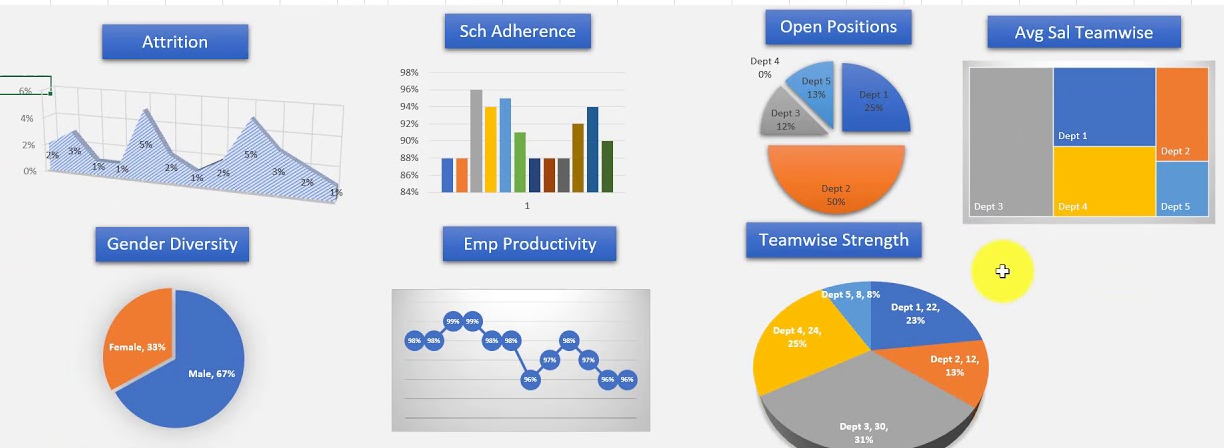 Attrition
6%
4%
2%
0%
2%
3%
1%
1%
5%
2%
1%
2%
5%
3%
2%
1%
Sch Adherence
98%
96%
94%
92%
90%
88%
86%
84%
1
Open Positions
Dept 4
0%
Dept 5
13%
Dept 1
25%
Dept 3
12%
Dept 2
50%
Avg Sal Teamwise
Dept 1
Dept 2
Dept 3
Dept 4
Dept 5
Gender Diversity
Female, 33%
Male, 67%
Emp Productivity
98%
98%
99%
99%
98%
98%
96%
97%
98%
97%
96%
96%
Teamwise Strength
Dept 5, 8, 8%
Dept 1, 22,
23%
Dept 4, 24,
25%
Dept 2, 12,
13%
Dept 3, 30,
31%